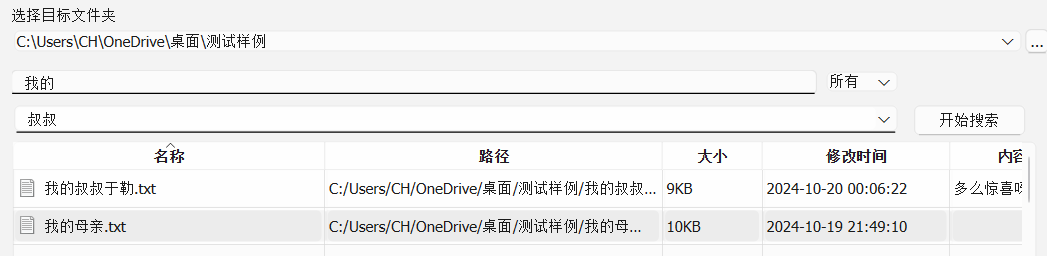 选择目标文件夹
C:\Users\CH\OneDrive\桌面\测试样例
...
我的
所有
叔叔
开始搜索
名称 路径 大小 修改时间 内容
我的叔叔于勒.txt C:/Users/CH/OneDrive/桌面/测试样例/我的叔叔... 9KB 2024-10-20 00:06:22 多么惊喜
我的母亲.txt C:/Users/CH/OneDrive/桌面/测试样例/我的母... 10KB 2024-10-19 21:49:10